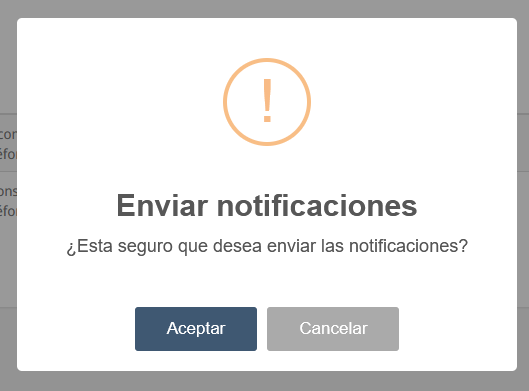 !
Enviar notificaciones
¿Esta seguro que desea enviar las notificaciones?
Aceptar
Cancelar